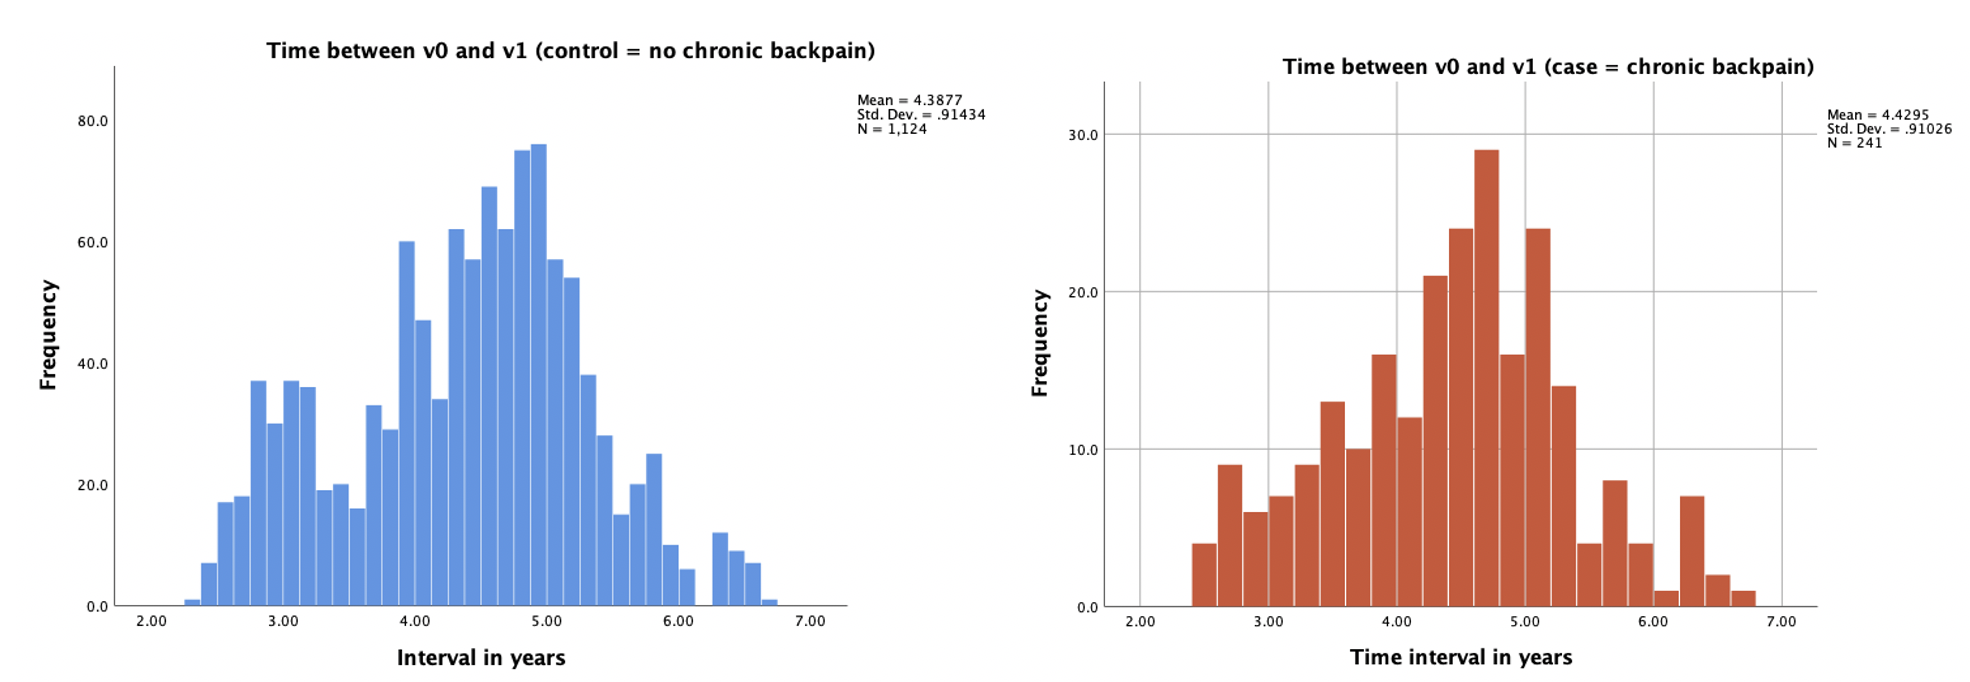 Time between v0 and v1 (control = no chronic backpain)
Mean = 4.3877
Std. Dev. = .91434
N = 1,124
80.0
60.0
40.0
20.0
0.0
Frequency
2.00 3.00 4.00 5.00 6.00 7.00
Interval in years
Time between v0 and v1 (case = chronic backpain)
Mean = 4.4295
Std. Dev. = .91026
N = 241
30.0
20.0
10.0
0.0
Frequency
2.00 3.00 4.00 5.00 6.00 7.00
Time interval in years